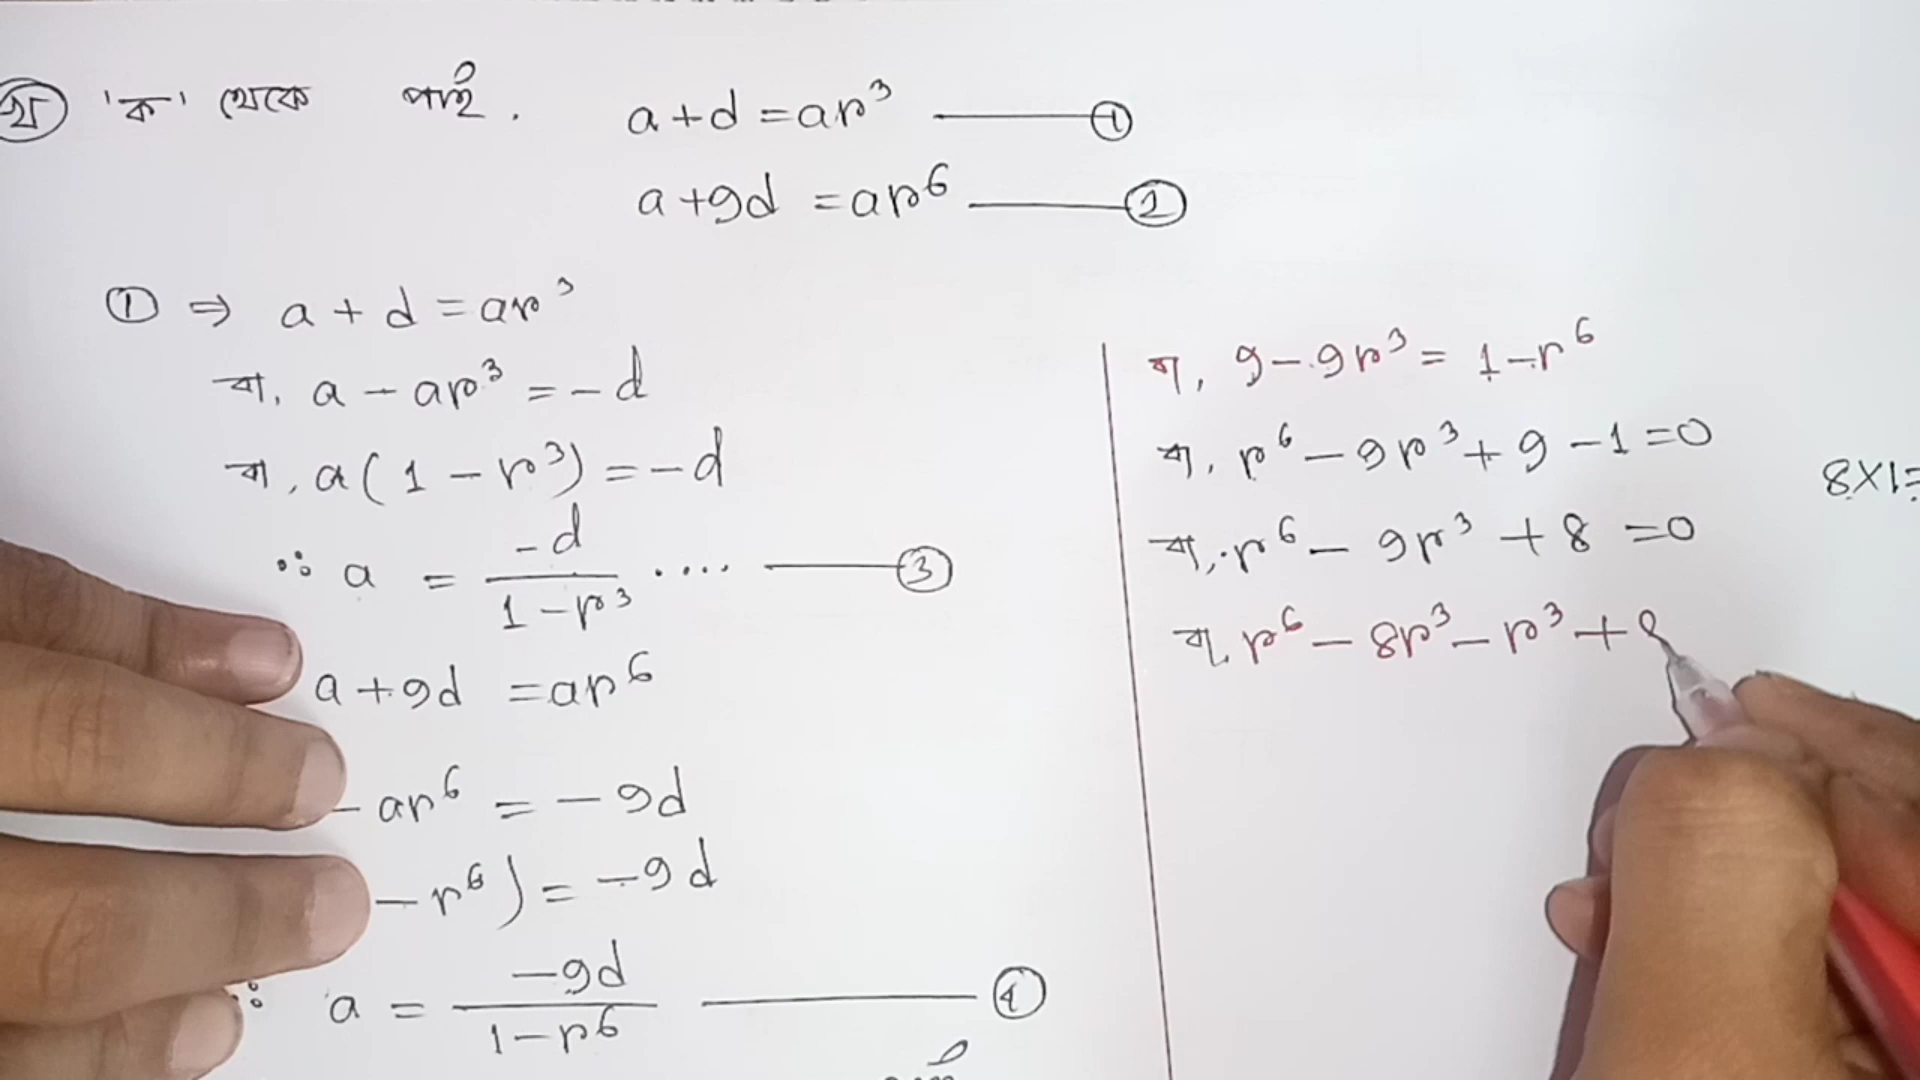 খ 'ক' থেকে পাই, a+d=ar³ ——— ①
a+9d =ar⁶ ——— ②
① ⇒ a+d=ar³
বা, a-ar³=-d
বা, a(1-r³)=-d
∴ a = -d/1-r³ .... ——— ③
a+9d =ar⁶
-ar⁶ = -9d
-r⁶)=-9d
∴ a = -9d/1-r⁶ ——— ④
বা, 9-9r³= 1-r⁶
বা, r⁶-9r³+9-1=0
বা, r⁶-9r³+8=0
বা, r⁶-8r³-r³+8
8×1=